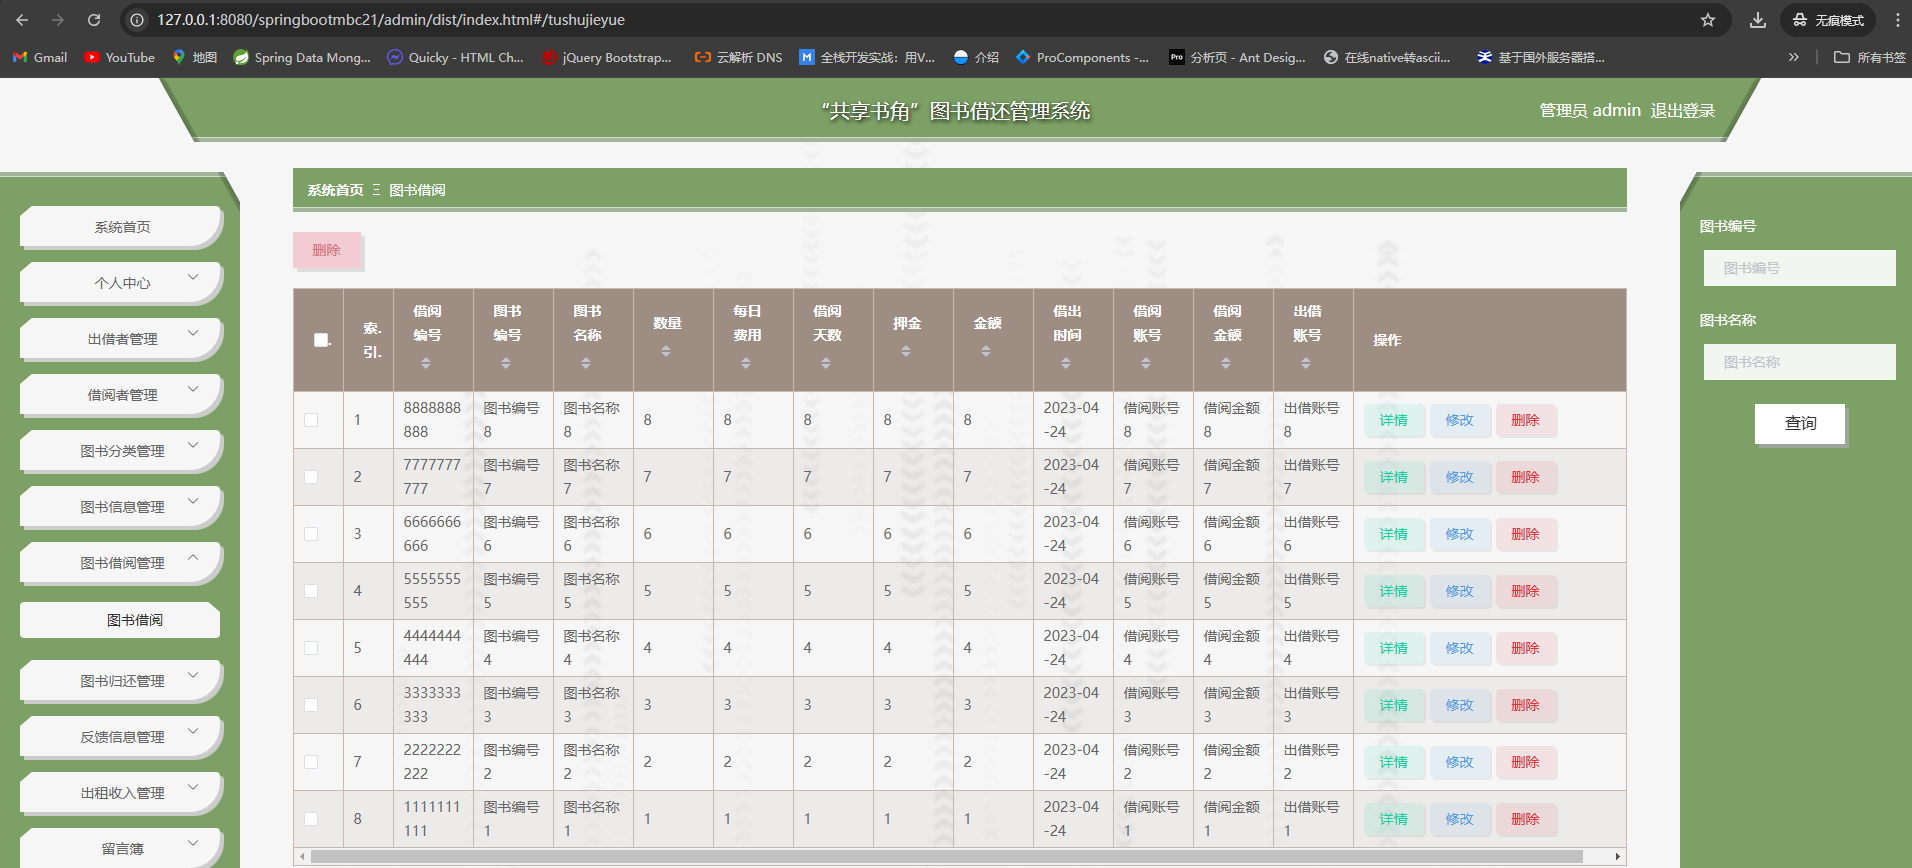 127.0.0.1:8080/springbootmbc21/admin/dist/index.html#/tushujieyue
无痕模式
Gmail
YouTube
地图
Spring Data Mong...
Quicky - HTML Ch...
jQuery Bootstrap...
云解析 DNS
M 全栈开发实战：用V...
介绍
ProComponents -...
Pro 分析页 - Ant Desig...
在线native转ascii...
基于国外服务器搭...
所有书签
“共享书角”图书借还管理系统
管理员 admin 退出登录
系统首页
个人中心
出借者管理
借阅者管理
图书分类管理
图书信息管理
图书借阅管理
图书借阅
图书归还管理
反馈信息管理
出租收入管理
留言簿
系统首页 Ξ 图书借阅
删除
索. 引.
借阅 编号
图书 编号
图书 名称
数量
每日 费用
借阅 天数
押金
金额
借出 时间
借阅 账号
借阅 金额
出借 账号
操作
1 8888888 图书编号 图书名称 8 8 8 8 8 2023-04 借阅账号 借阅金额 出借账号 详情 修改 删除
888 8 8 -24 8 8 8
2 7777777 图书编号 图书名称 7 7 7 7 7 2023-04 借阅账号 借阅金额 出借账号 详情 修改 删除
777 7 7 -24 7 7 7
3 6666666 图书编号 图书名称 6 6 6 6 6 2023-04 借阅账号 借阅金额 出借账号 详情 修改 删除
666 6 6 -24 6 6 6
4 5555555 图书编号 图书名称 5 5 5 5 5 2023-04 借阅账号 借阅金额 出借账号 详情 修改 删除
555 5 5 -24 5 5 5
5 4444444 图书编号 图书名称 4 4 4 4 4 2023-04 借阅账号 借阅金额 出借账号 详情 修改 删除
444 4 4 -24 4 4 4
6 3333333 图书编号 图书名称 3 3 3 3 3 2023-04 借阅账号 借阅金额 出借账号 详情 修改 删除
333 3 3 -24 3 3 3
7 2222222 图书编号 图书名称 2 2 2 2 2 2023-04 借阅账号 借阅金额 出借账号 详情 修改 删除
222 2 2 -24 2 2 2
8 1111111 图书编号 图书名称 1 1 1 1 1 2023-04 借阅账号 借阅金额 出借账号 详情 修改 删除
111 1 1 -24 1 1 1
图书编号
图书编号
图书名称
图书名称
查询